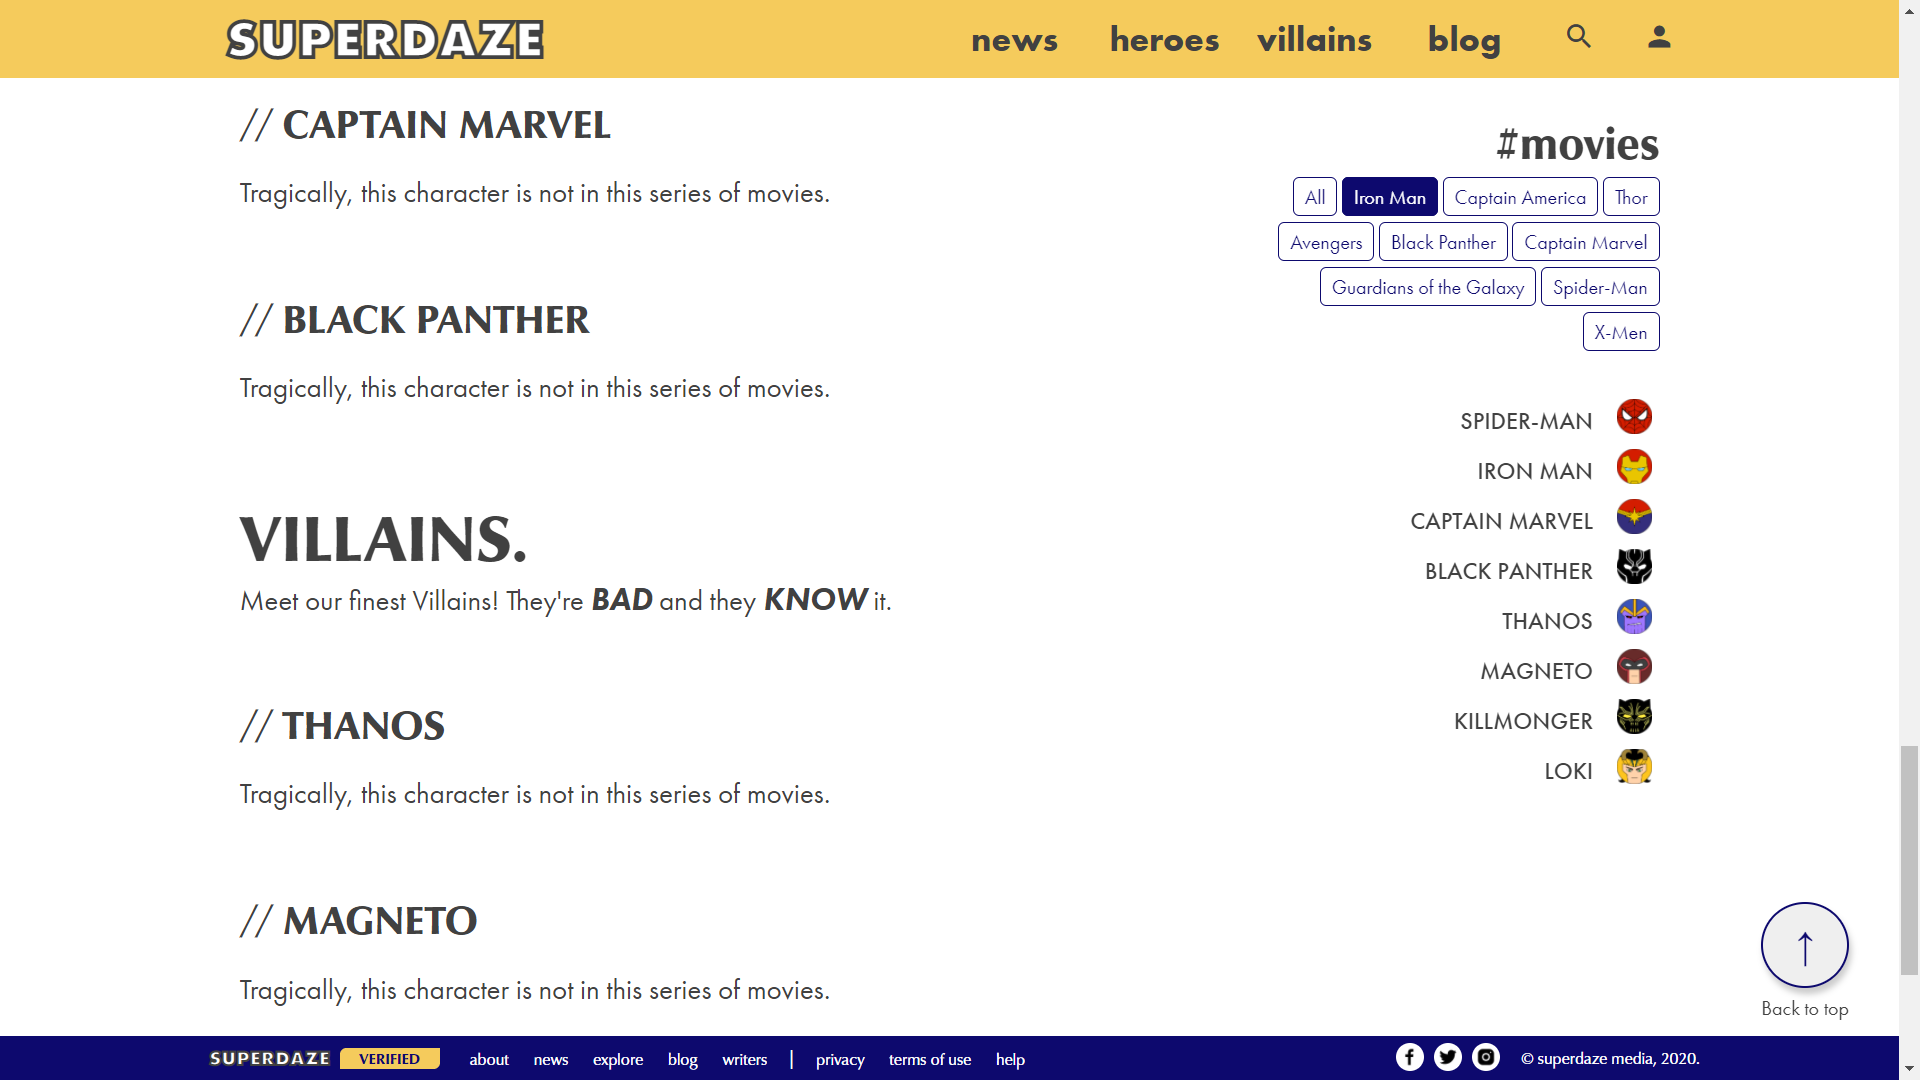 SUPERDAZE news heroes villains blog
// CAPTAIN MARVEL
Tragically, this character is not in this series of movies.
// BLACK PANTHER
Tragically, this character is not in this series of movies.
VILLAINS.
Meet our finest Villains! They're BAD and they KNOW it.
// THANOS
Tragically, this character is not in this series of movies.
// MAGNETO
Tragically, this character is not in this series of movies.
#movies
All Iron Man Captain America Thor
Avengers Black Panther Captain Marvel
Guardians of the Galaxy Spider-Man
X-Men
SPIDER-MAN
IRON MAN
CAPTAIN MARVEL
BLACK PANTHER
THANOS
MAGNETO
KILLMONGER
LOKI
Back to top
SUPERDAZE VERIFIED about news explore blog writers | privacy terms of use help © superdaze media, 2020.